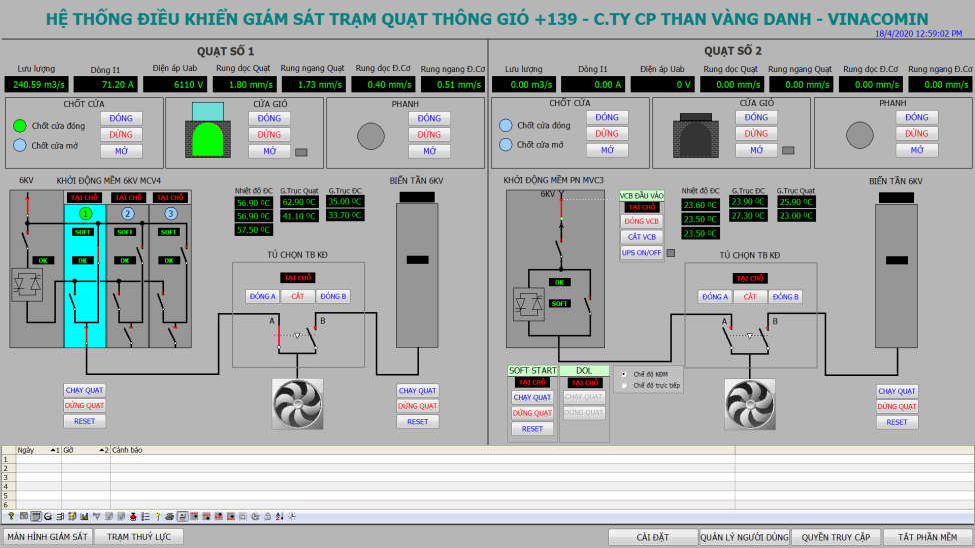 HỆ THỐNG ĐIỀU KHIỂN GIÁM SÁT TRẠM QUẠT THÔNG GIÓ +139 - C.TY CP THAN VÀNG DANH - VINACOMIN
18/4/2020 12:59:02 PM
QUẠT SỐ 1
Lưu lượng Dòng I1 Điện áp Uab Rung dọc Quạt Rung ngang Quạt Rung dọc Đ.Cơ Rung ngang Đ.Cơ
240.59 m3/s 71.20 A 6110 V 1.80 mm/s 1.73 mm/s 0.40 mm/s 0.51 mm/s
CHỐT CỬA CỬA GIÓ PHANH
Chốt cửa đóng ĐÓNG ĐÓNG ĐÓNG
DỪNG DỪNG DỪNG
Chốt cửa mở MỞ MỞ MỞ
6KV KHỞI ĐỘNG MỀM 6KV MCV4 BIẾN TẦN 6KV
TẠI CHỖ TẠI CHỖ TẠI CHỖ
1 2 3
SOFT SOFT SOFT
OK OK OK OK
Nhiệt độ ĐC G.Trục Quạt G.Trục ĐC
56.90 ºC 62.90 ºC 35.00 ºC
56.90 ºC 41.10 ºC 33.70 ºC
57.50 ºC
TỦ CHỌN TB KĐ
TẠI CHỖ
ĐÓNG A CẮT ĐÓNG B
A B
CHẠY QUẠT CHẠY QUẠT
DỪNG QUẠT DỪNG QUẠT
RESET RESET
QUẠT SỐ 2
Lưu lượng Dòng I1 Điện áp Uab Rung dọc Quạt Rung ngang Quạt Rung dọc Đ.Cơ Rung ngang Đ.Cơ
0.00 m3/s 0.00 A 0 V 0.00 mm/s 0.00 mm/s 0.00 mm/s 0.00 mm/s
CHỐT CỬA CỬA GIÓ PHANH
Chốt cửa đóng ĐÓNG ĐÓNG ĐÓNG
DỪNG DỪNG DỪNG
Chốt cửa mở MỞ MỞ MỞ
KHỞI ĐỘNG MỀM PN MVC3 BIẾN TẦN 6KV
6KV
VCB ĐẦU VÀO
TẠI CHỖ
ĐÓNG VCB
CẮT VCB
UPS ON/OFF
OK
SOFT
Nhiệt độ ĐC G.Trục ĐC G.Trục Quạt
23.60 ºC 23.90 ºC 25.90 ºC
23.50 ºC 27.30 ºC 23.00 ºC
23.50 ºC
TỦ CHỌN TB KĐ
TẠI CHỖ
ĐÓNG A CẮT ĐÓNG B
A B
SOFT START DOL
TẠI CHỖ TẠI CHỖ
CHẠY QUẠT CHẠY QUẠT
DỪNG QUẠT DỪNG QUẠT
RESET
Chế độ KĐM
Chế độ trực tiếp
CHẠY QUẠT
DỪNG QUẠT
RESET
Ngày 1 Giờ 2 Cảnh báo
1
2
3
4
5
6
MÀN HÌNH GIÁM SÁT TRẠM THUỶ LỰC CÀI ĐẶT QUẢN LÝ NGƯỜI DÙNG QUYỀN TRUY CẬP TẮT PHẦN MỀM